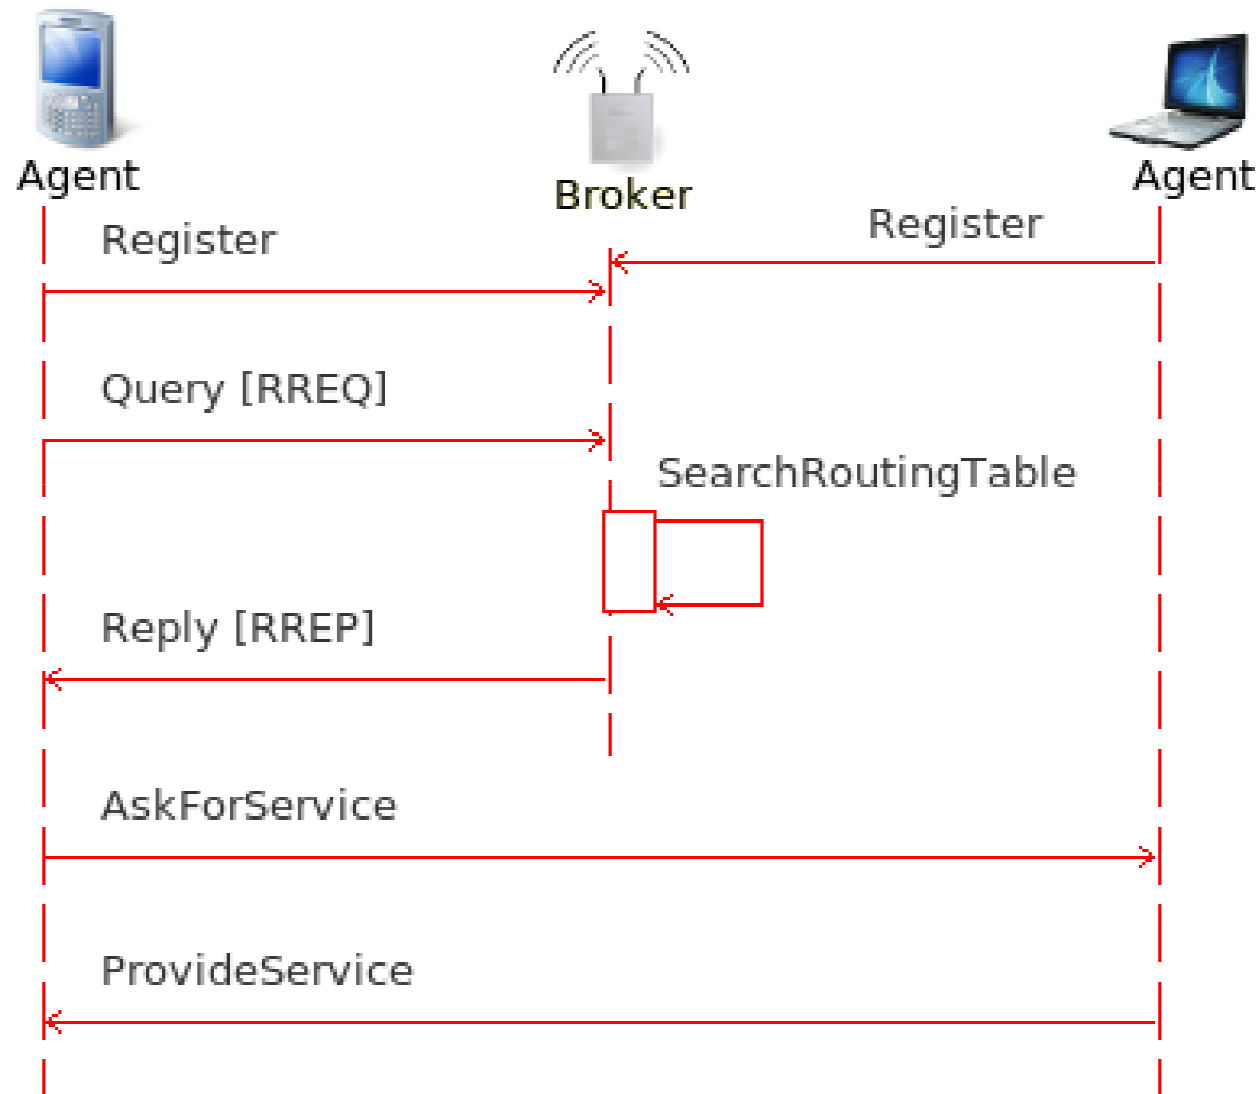 Agent
Broker
Agent
Register
Register
Query [RREQ]
SearchRoutingTable
Reply [RREP]
AskForService
ProvideService